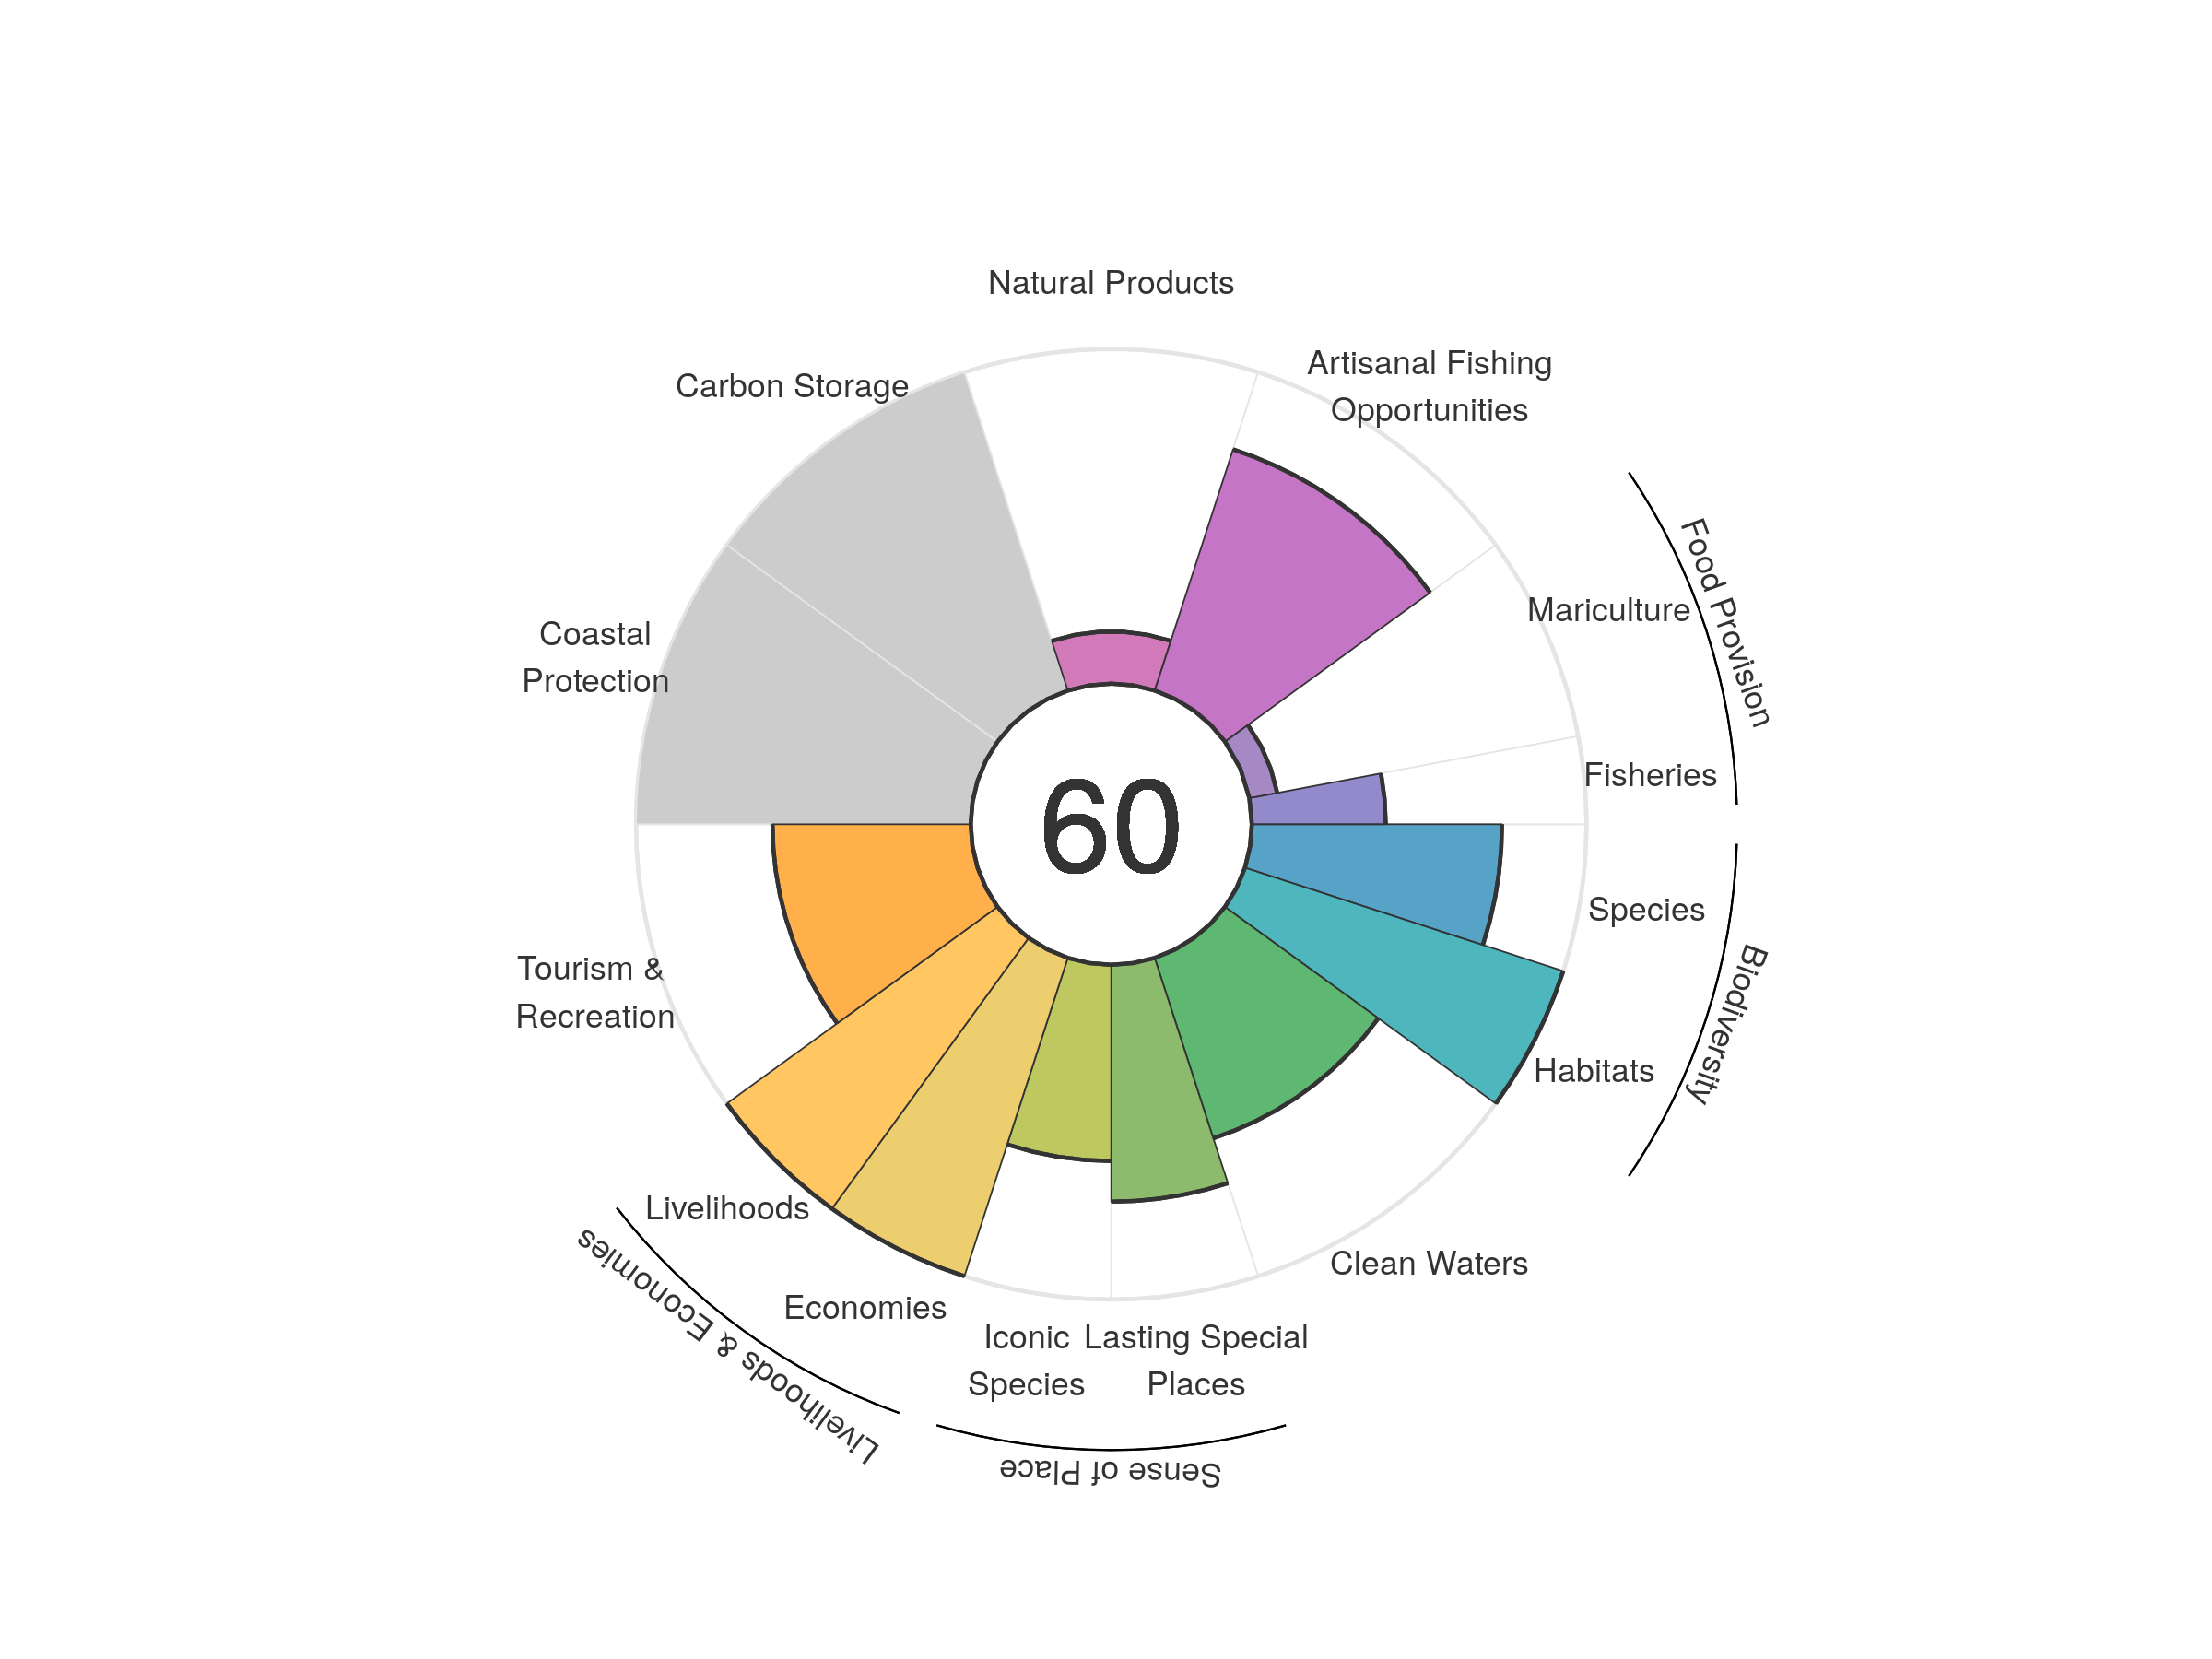 Natural Products
Artisanal Fishing
Opportunities
Carbon Storage
Food Provision
Mariculture
Coastal
Protection
Fisheries
60
Species
Biodiversity
Tourism &
Recreation
Habitats
Livelihoods
Livelihoods & Economies
Clean Waters
Economies
Iconic
Species
Lasting Special
Places
Sense of Place